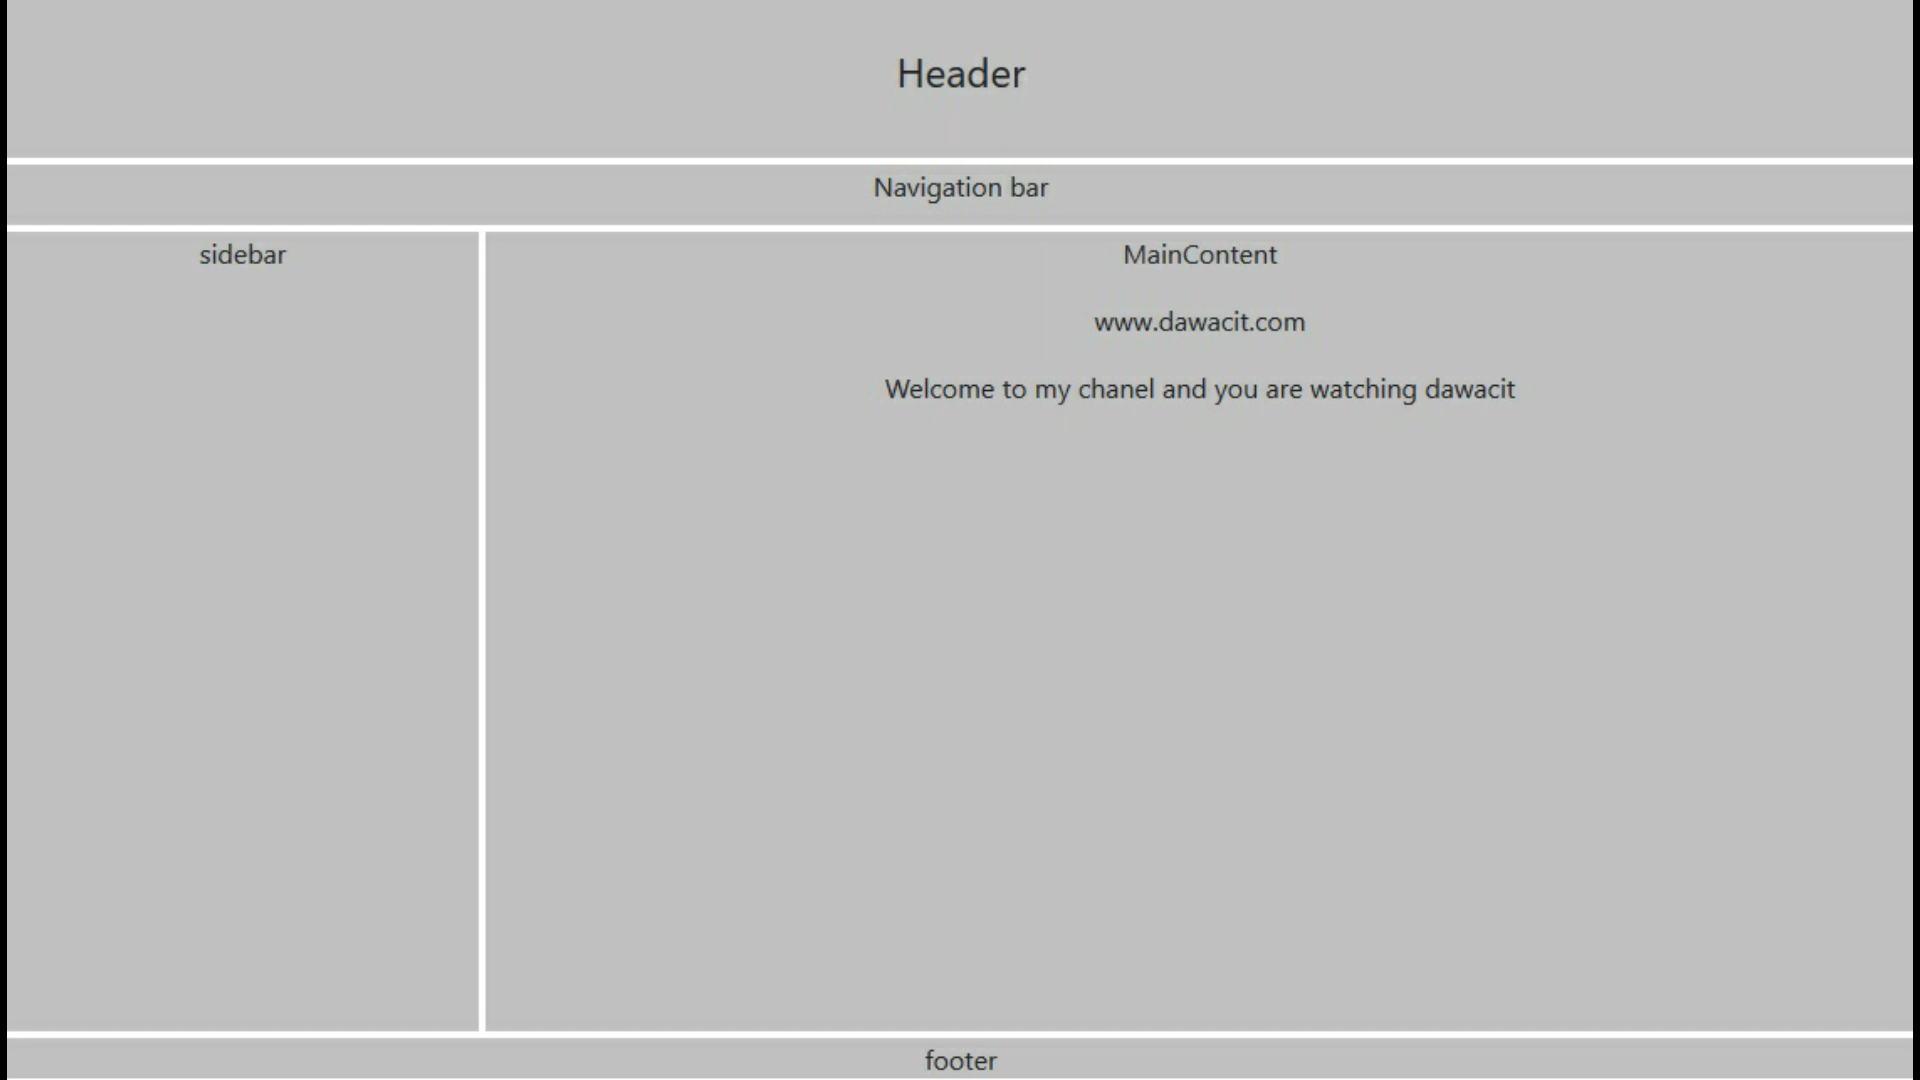 Header
Navigation bar
sidebar
MainContent
www.dawacit.com
Welcome to my chanel and you are watching dawacit
footer